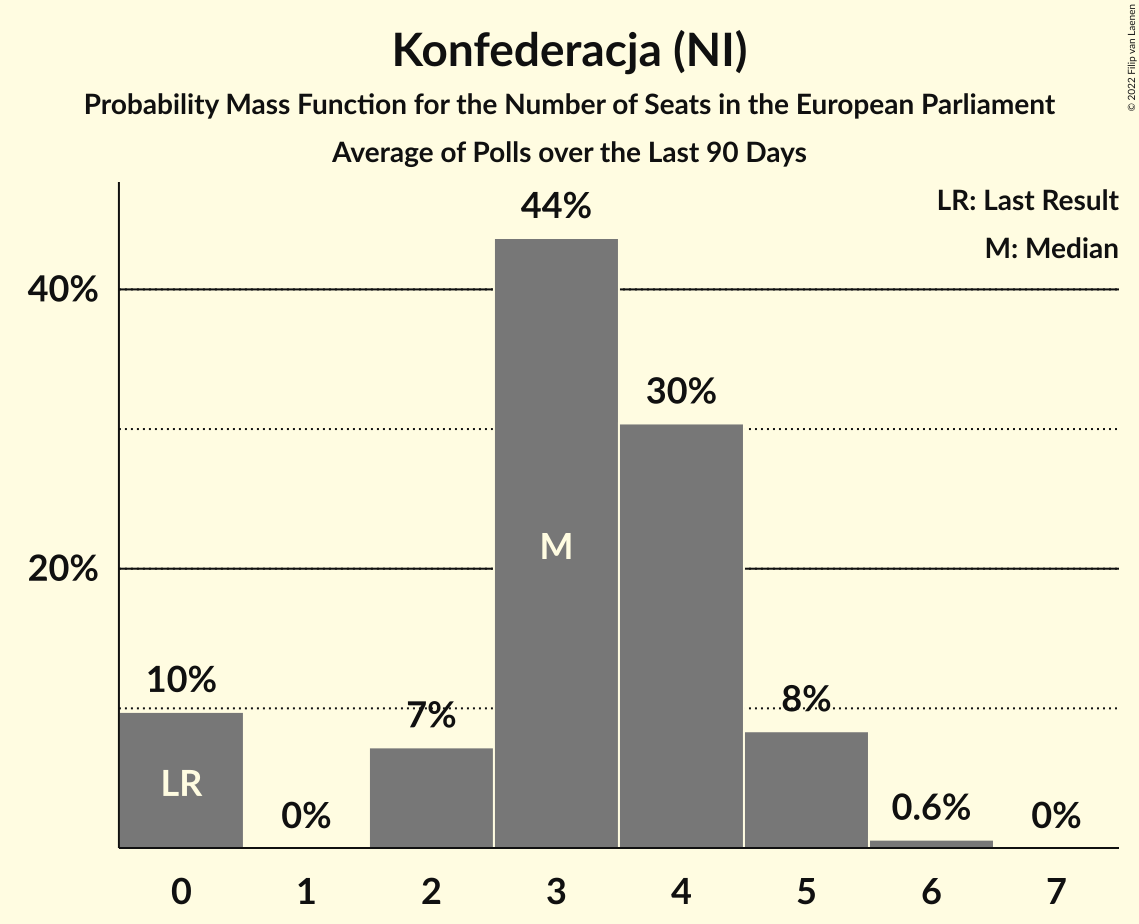 Konfederacja (NI)
Probability Mass Function for the Number of Seats in the European Parliament
Average of Polls over the Last 90 Days
© 2022 Filip van Laenen
LR: Last Result
M: Median
44%
40%
30%
M
20%
10%
7%
8%
LR
0%
0.6%
0%
0 1 2 3 4 5 6 7